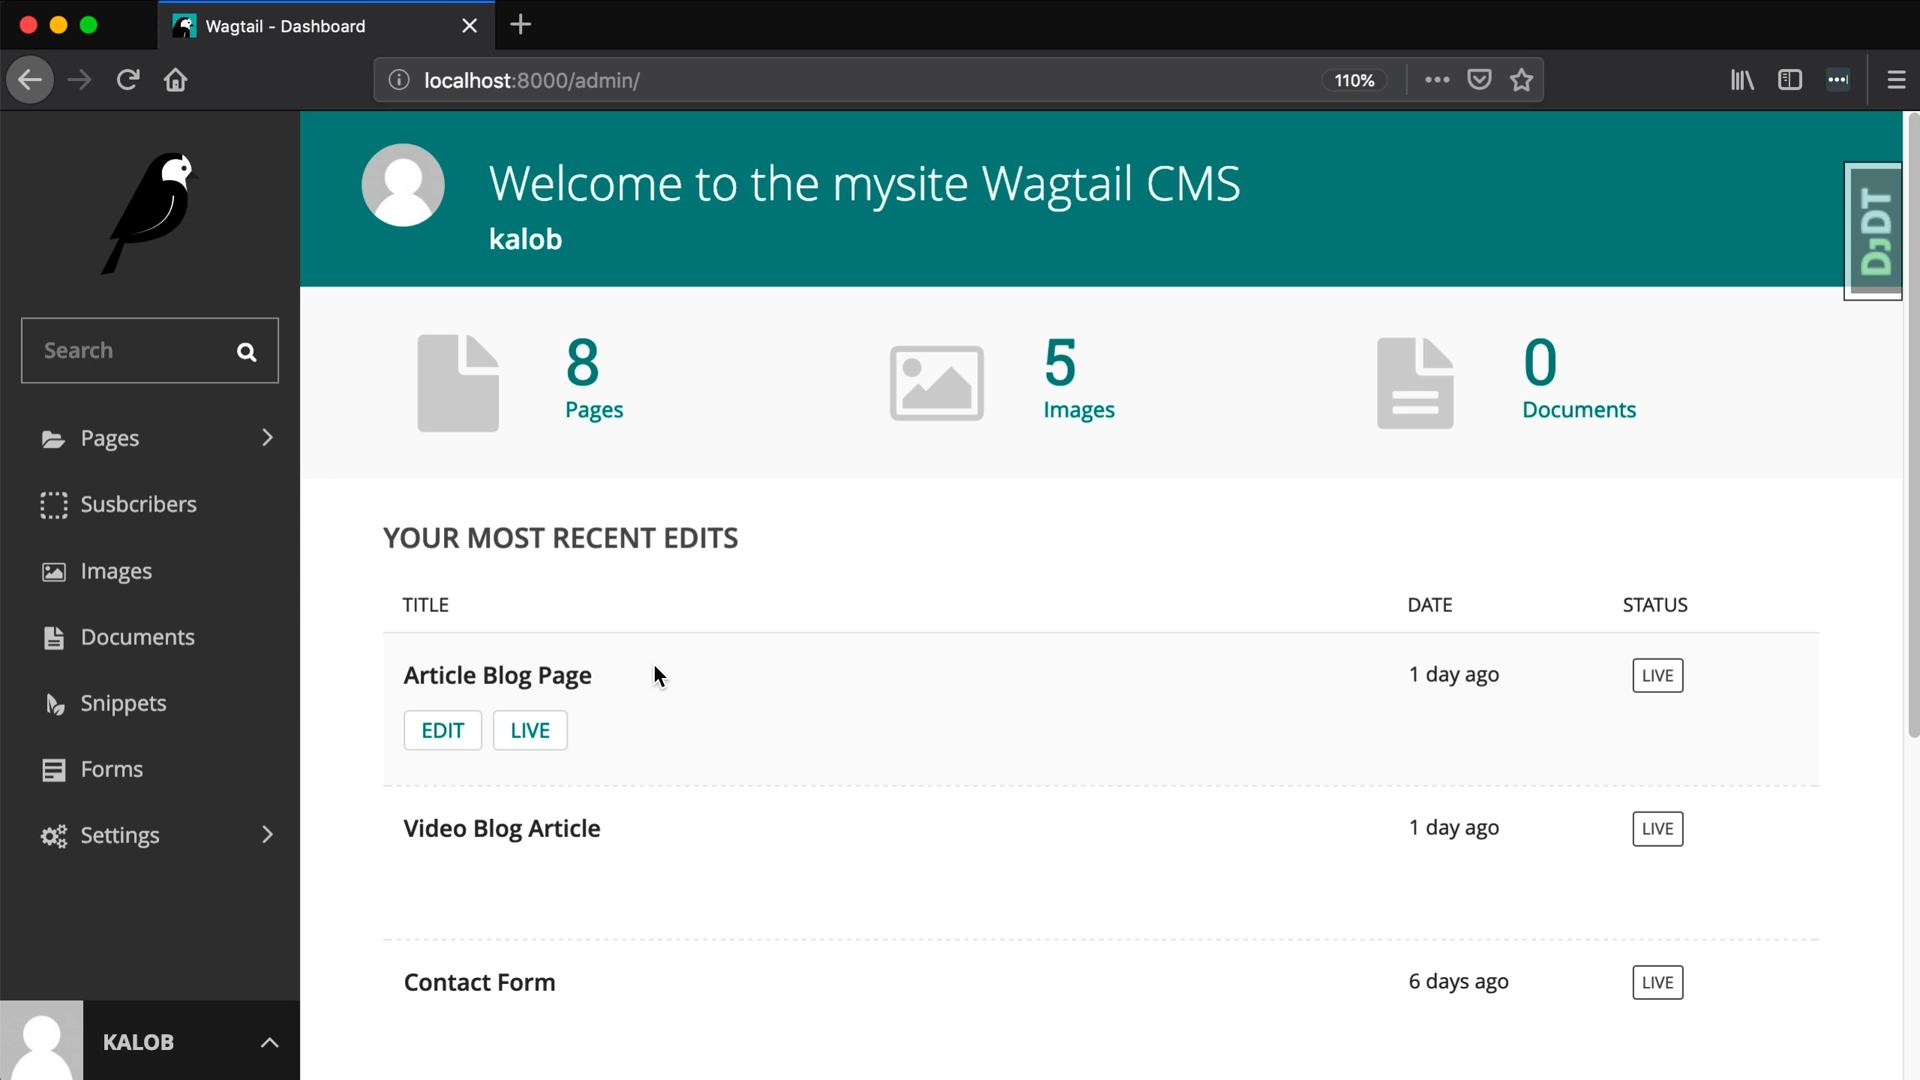 Wagtail - Dashboard
localhost:8000/admin/
110%
Welcome to the mysite Wagtail CMS
kalob
DjDT
Search
8
Pages
5
Images
0
Documents
Pages
Susbcribers
Images
Documents
Snippets
Forms
Settings
KALOB
YOUR MOST RECENT EDITS
TITLE DATE STATUS
Article Blog Page 1 day ago LIVE
EDIT LIVE
Video Blog Article 1 day ago LIVE
Contact Form 6 days ago LIVE